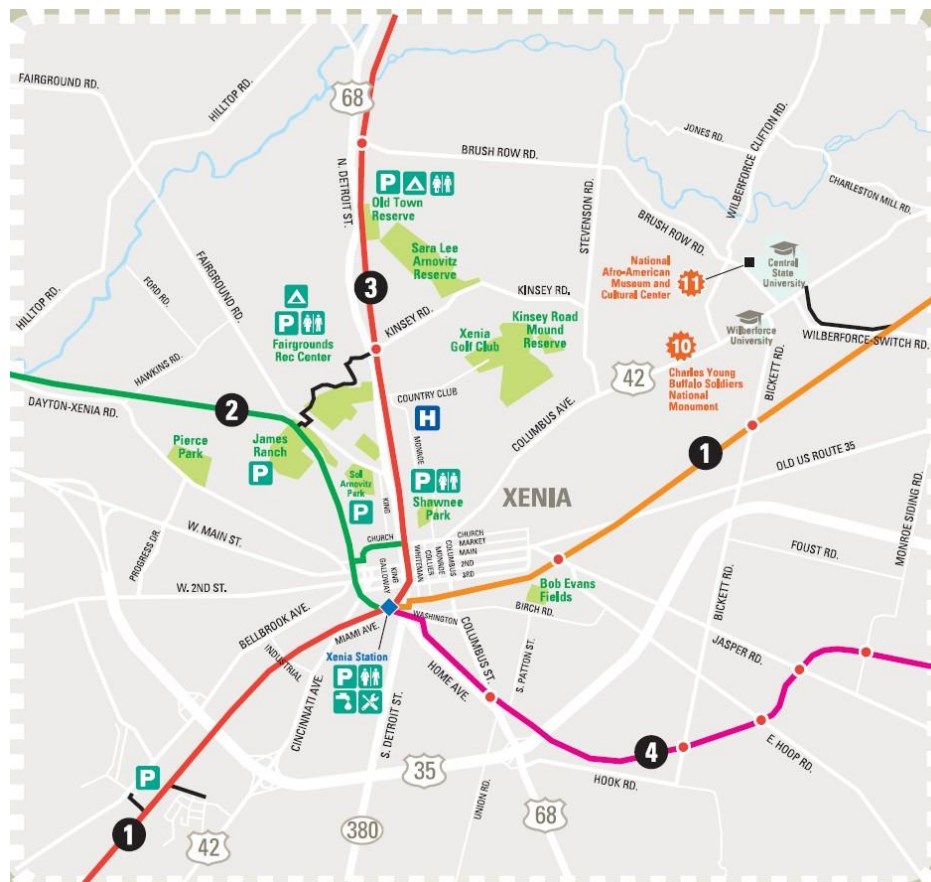 FAIRGROUND RD.
HILLTOP RD.
68
N. DETROIT ST.
BRUSH ROW RD.
JONES RD.
WILBERFORCE CLIFTON RD.
CHARLESTON MILL RD.
STEVENSON RD.
BRUSH ROW RD.
P
Old Town
Reserve
Sara Lee
Arnovitz
Reserve
National
Afro-American
Museum and
Cultural Center
11
Central
State
University
HILLTOP RD.
FORD RD.
FAIRGROUND RD.
3
P
Fairgrounds
Rec Center
KINSEY RD.
KINSEY RD.
Xenia
Golf Club
Kinsey Road
Mound
Reserve
Wilberforce
University
WILBERFORCE-SWITCH RD.
10
Charles Young
Buffalo Soldiers
National
Monument
42
BICKETT RD.
HAWKINS RD.
DAYTON-XENIA RD.
2
COUNTRY CLUB
H
MONROE
COLUMBUS AVE.
1
OLD US ROUTE 35
Pierce
Park
James
Ranch
P
Sol
Arnovitz
Park
P
KING
P
Shawnee
Park
XENIA
MONROE SIDING RD.
PROGRESS DR.
W. MAIN ST.
CHURCH
CHURCH
MARKET
MAIN
2ND
3RD
KING
GALLOWAY
WHITEMAN
COLLIER
MONROE
COLUMBUS
FOUST RD.
W. 2ND ST.
Bob Evans
Fields
BICKETT RD.
BELLBROOK AVE.
MIAMI AVE.
WASHINGTON
BIRCH RD.
INDUSTRIAL
Xenia Station
P
CINCINNATI AVE
S. DETROIT ST.
HOME AVE.
COLUMBUS ST.
S. PATTON ST.
JASPER RD.
4
E. HOOP RD.
HOOK RD.
35
UNION RD.
P
1
42
380
68